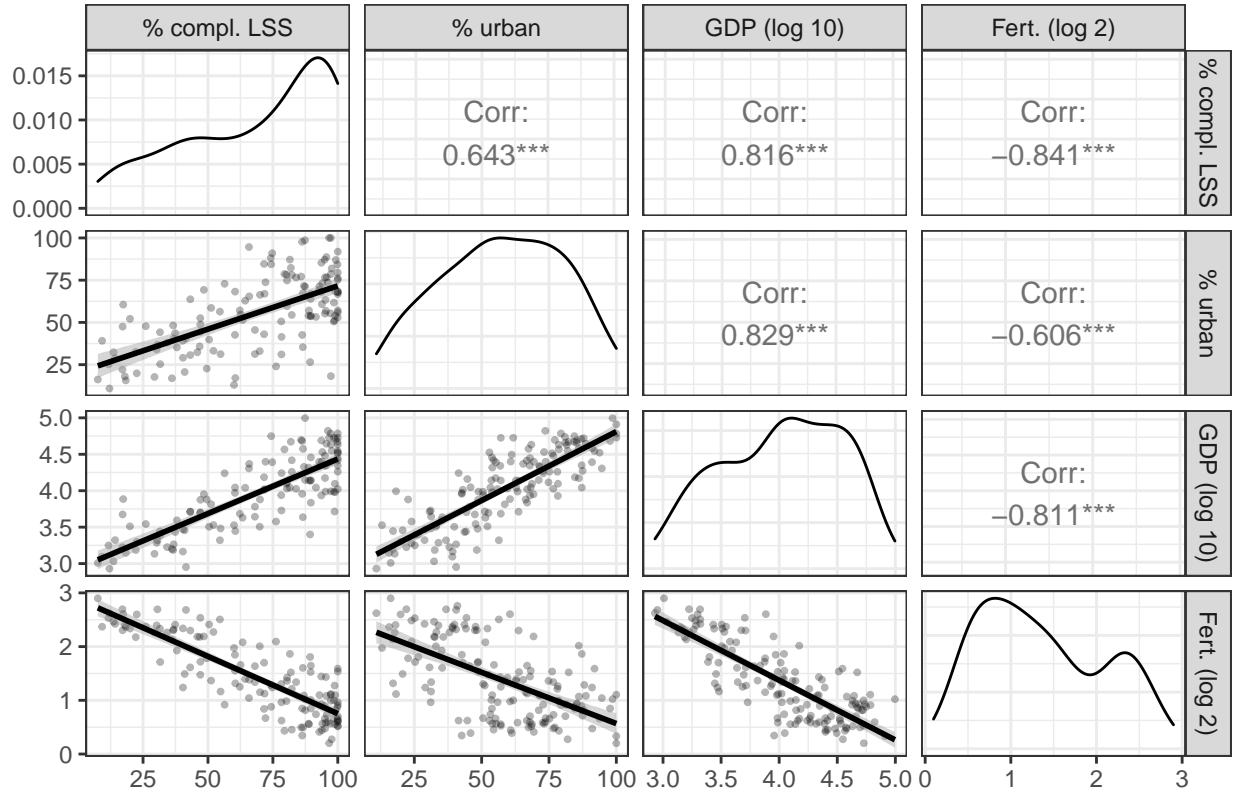 % compl. LSS
% urban
GDP (log 10)
Fert. (log 2)
0.015
0.010
0.005
0.000
Corr:
0.643***
Corr:
0.816***
Corr:
−0.841***
% compl. LSS
100
75
50
25
Corr:
0.829***
Corr:
−0.606***
% urban
5.0
4.5
4.0
3.5
3.0
Corr:
−0.811***
GDP (log 10)
3
2
1
0
Fert. (log 2)
25 50 75 100
25 50 75 100
3.0 3.5 4.0 4.5 5.0
0 1 2 3